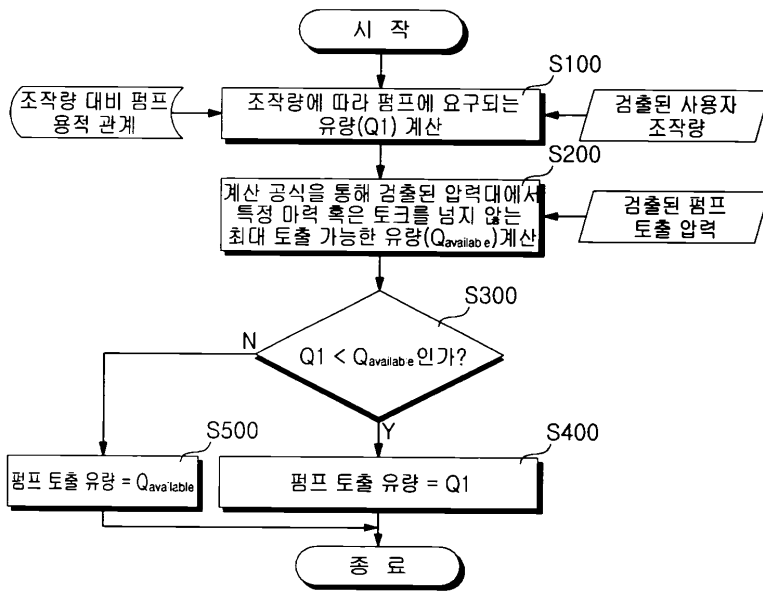 시 작
S100
조작량 대비 펌프
용적 관계
조작량에 따라 펌프에 요구되는
유량(Q1) 계산
검출된 사용자
조작량
S200
계산 공식을 통해 검출된 압력대에서
특정 마력 혹은 토크를 넘지 않는
최대 토출 가능한 유량(Qavailable)계산
검출된 펌프
토출 압력
S300
Q1 < Qavailable인가?
N
Y
S500
펌프 토출 유량 = Qavailable
S400
펌프 토출 유량 = Q1
종 료